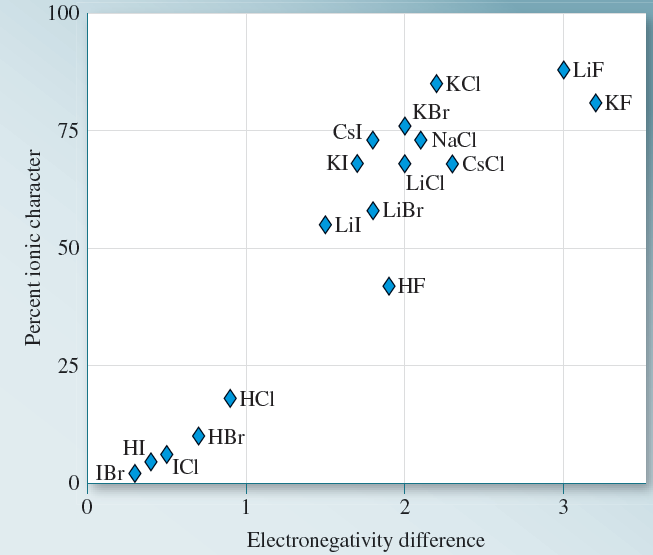 100
LiF
KCl
KF
KBr
75
CsI
NaCl
KI
CsCl
LiCl
LiBr
LiI
50
HF
25
HCl
HBr
HI
ICl
IBr
0
0
1
2
3
Percent ionic character
Electronegativity difference